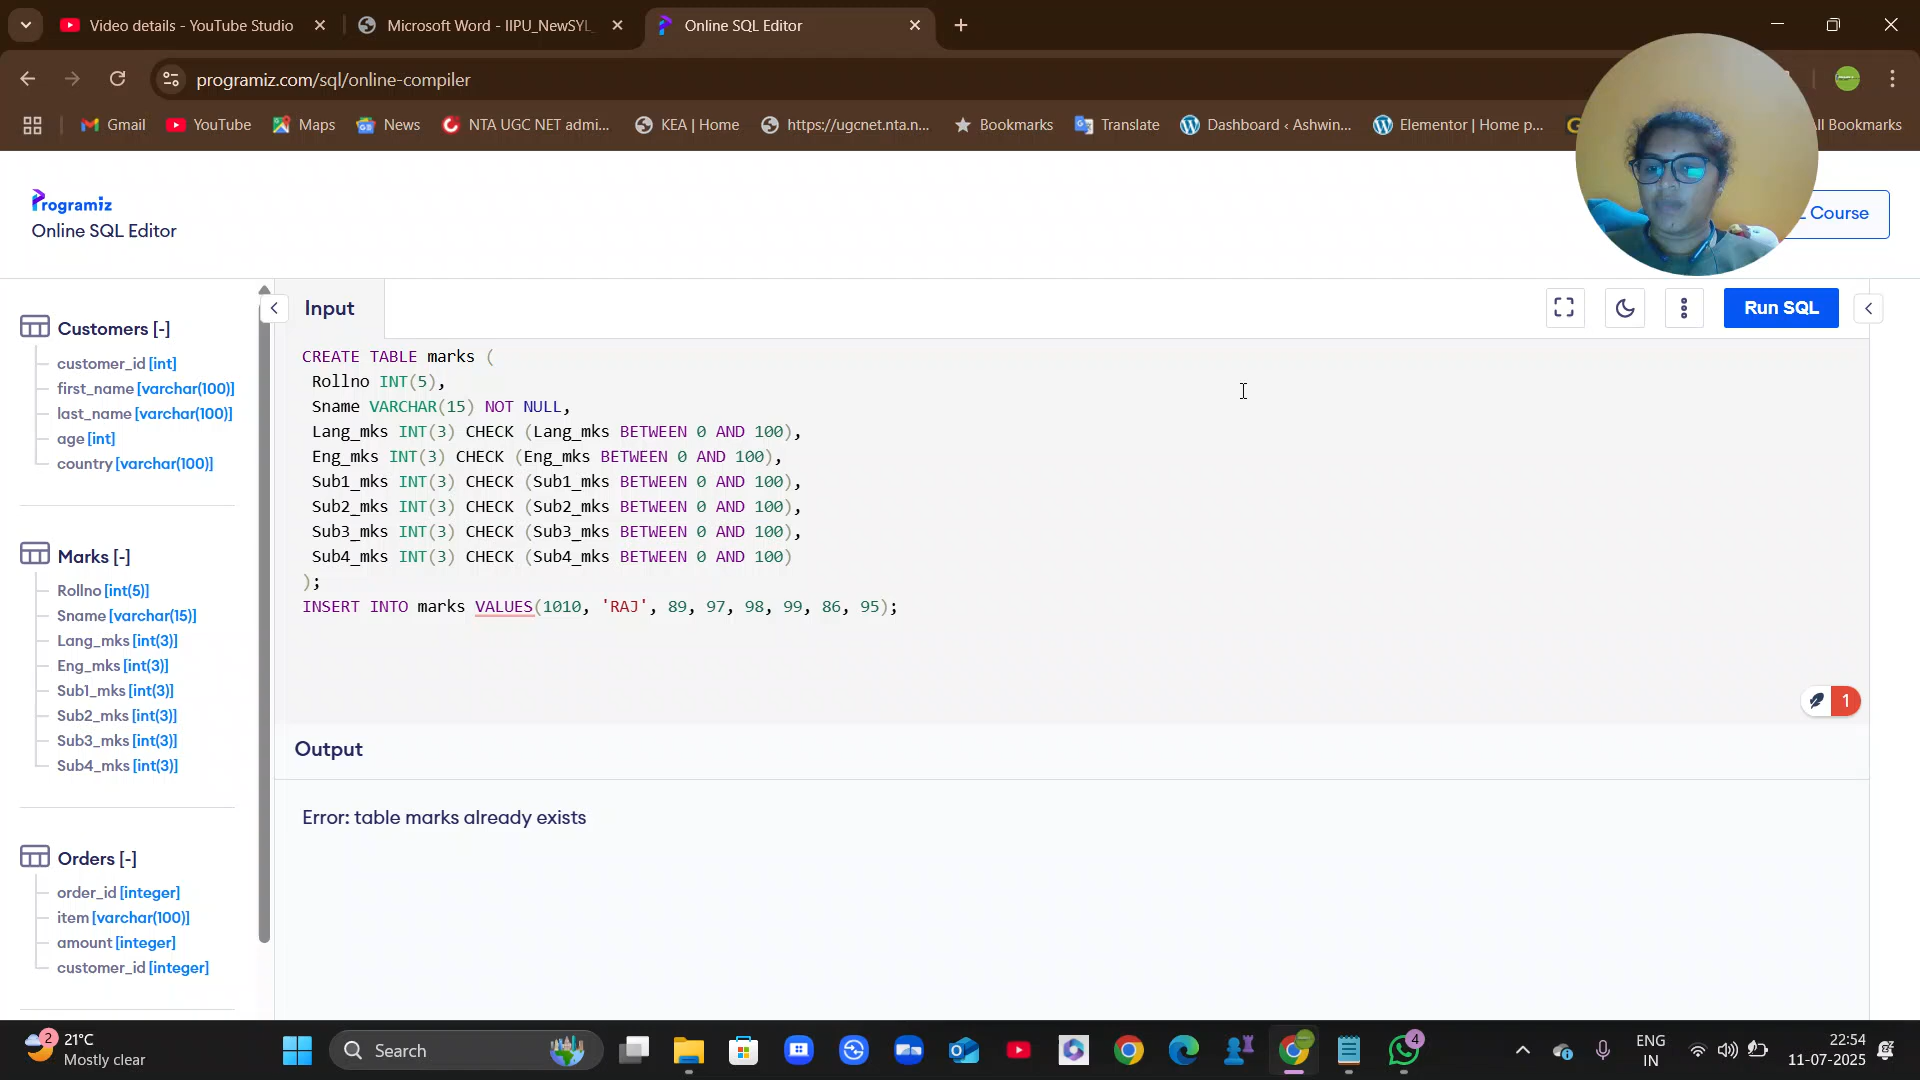 Video details - YouTube Studio
Microsoft Word - IIPU_NewSYL
Online SQL Editor
programiz.com/sql/online-compiler
Gmail
YouTube
Maps
News
NTA UGC NET admi...
KEA | Home
https://ugcnet.nta.n...
Bookmarks
Translate
Dashboard ‹ Ashwin...
Elementor | Home p...
All Bookmarks
Programiz
Online SQL Editor
Course
Customers [-]
customer_id [int]
first_name [varchar(100)]
last_name [varchar(100)]
age [int]
country [varchar(100)]
Marks [-]
Rollno [int(5)]
Sname [varchar(15)]
Lang_mks [int(3)]
Eng_mks [int(3)]
Sub1_mks [int(3)]
Sub2_mks [int(3)]
Sub3_mks [int(3)]
Sub4_mks [int(3)]
Orders [-]
order_id [integer]
item [varchar(100)]
amount [integer]
customer_id [integer]
Input
Run SQL
CREATE TABLE marks (
Rollno INT(5),
Sname VARCHAR(15) NOT NULL,
Lang_mks INT(3) CHECK (Lang_mks BETWEEN 0 AND 100),
Eng_mks INT(3) CHECK (Eng_mks BETWEEN 0 AND 100),
Sub1_mks INT(3) CHECK (Sub1_mks BETWEEN 0 AND 100),
Sub2_mks INT(3) CHECK (Sub2_mks BETWEEN 0 AND 100),
Sub3_mks INT(3) CHECK (Sub3_mks BETWEEN 0 AND 100),
Sub4_mks INT(3) CHECK (Sub4_mks BETWEEN 0 AND 100)
);
INSERT INTO marks VALUES(1010, 'RAJ', 89, 97, 98, 99, 86, 95);
1
Output
Error: table marks already exists
2
21°C
Mostly clear
Search
4
ENG
IN
22:54
11-07-2025